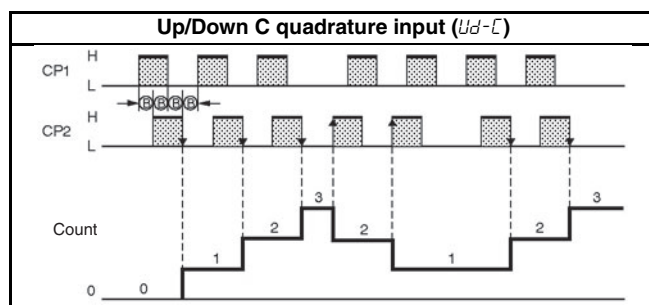 Up/Down C quadrature input (Ud-C)
H
CP1
L
B B B B
H
CP2
L
3 3
2 2 2
Count
1 1
0 0